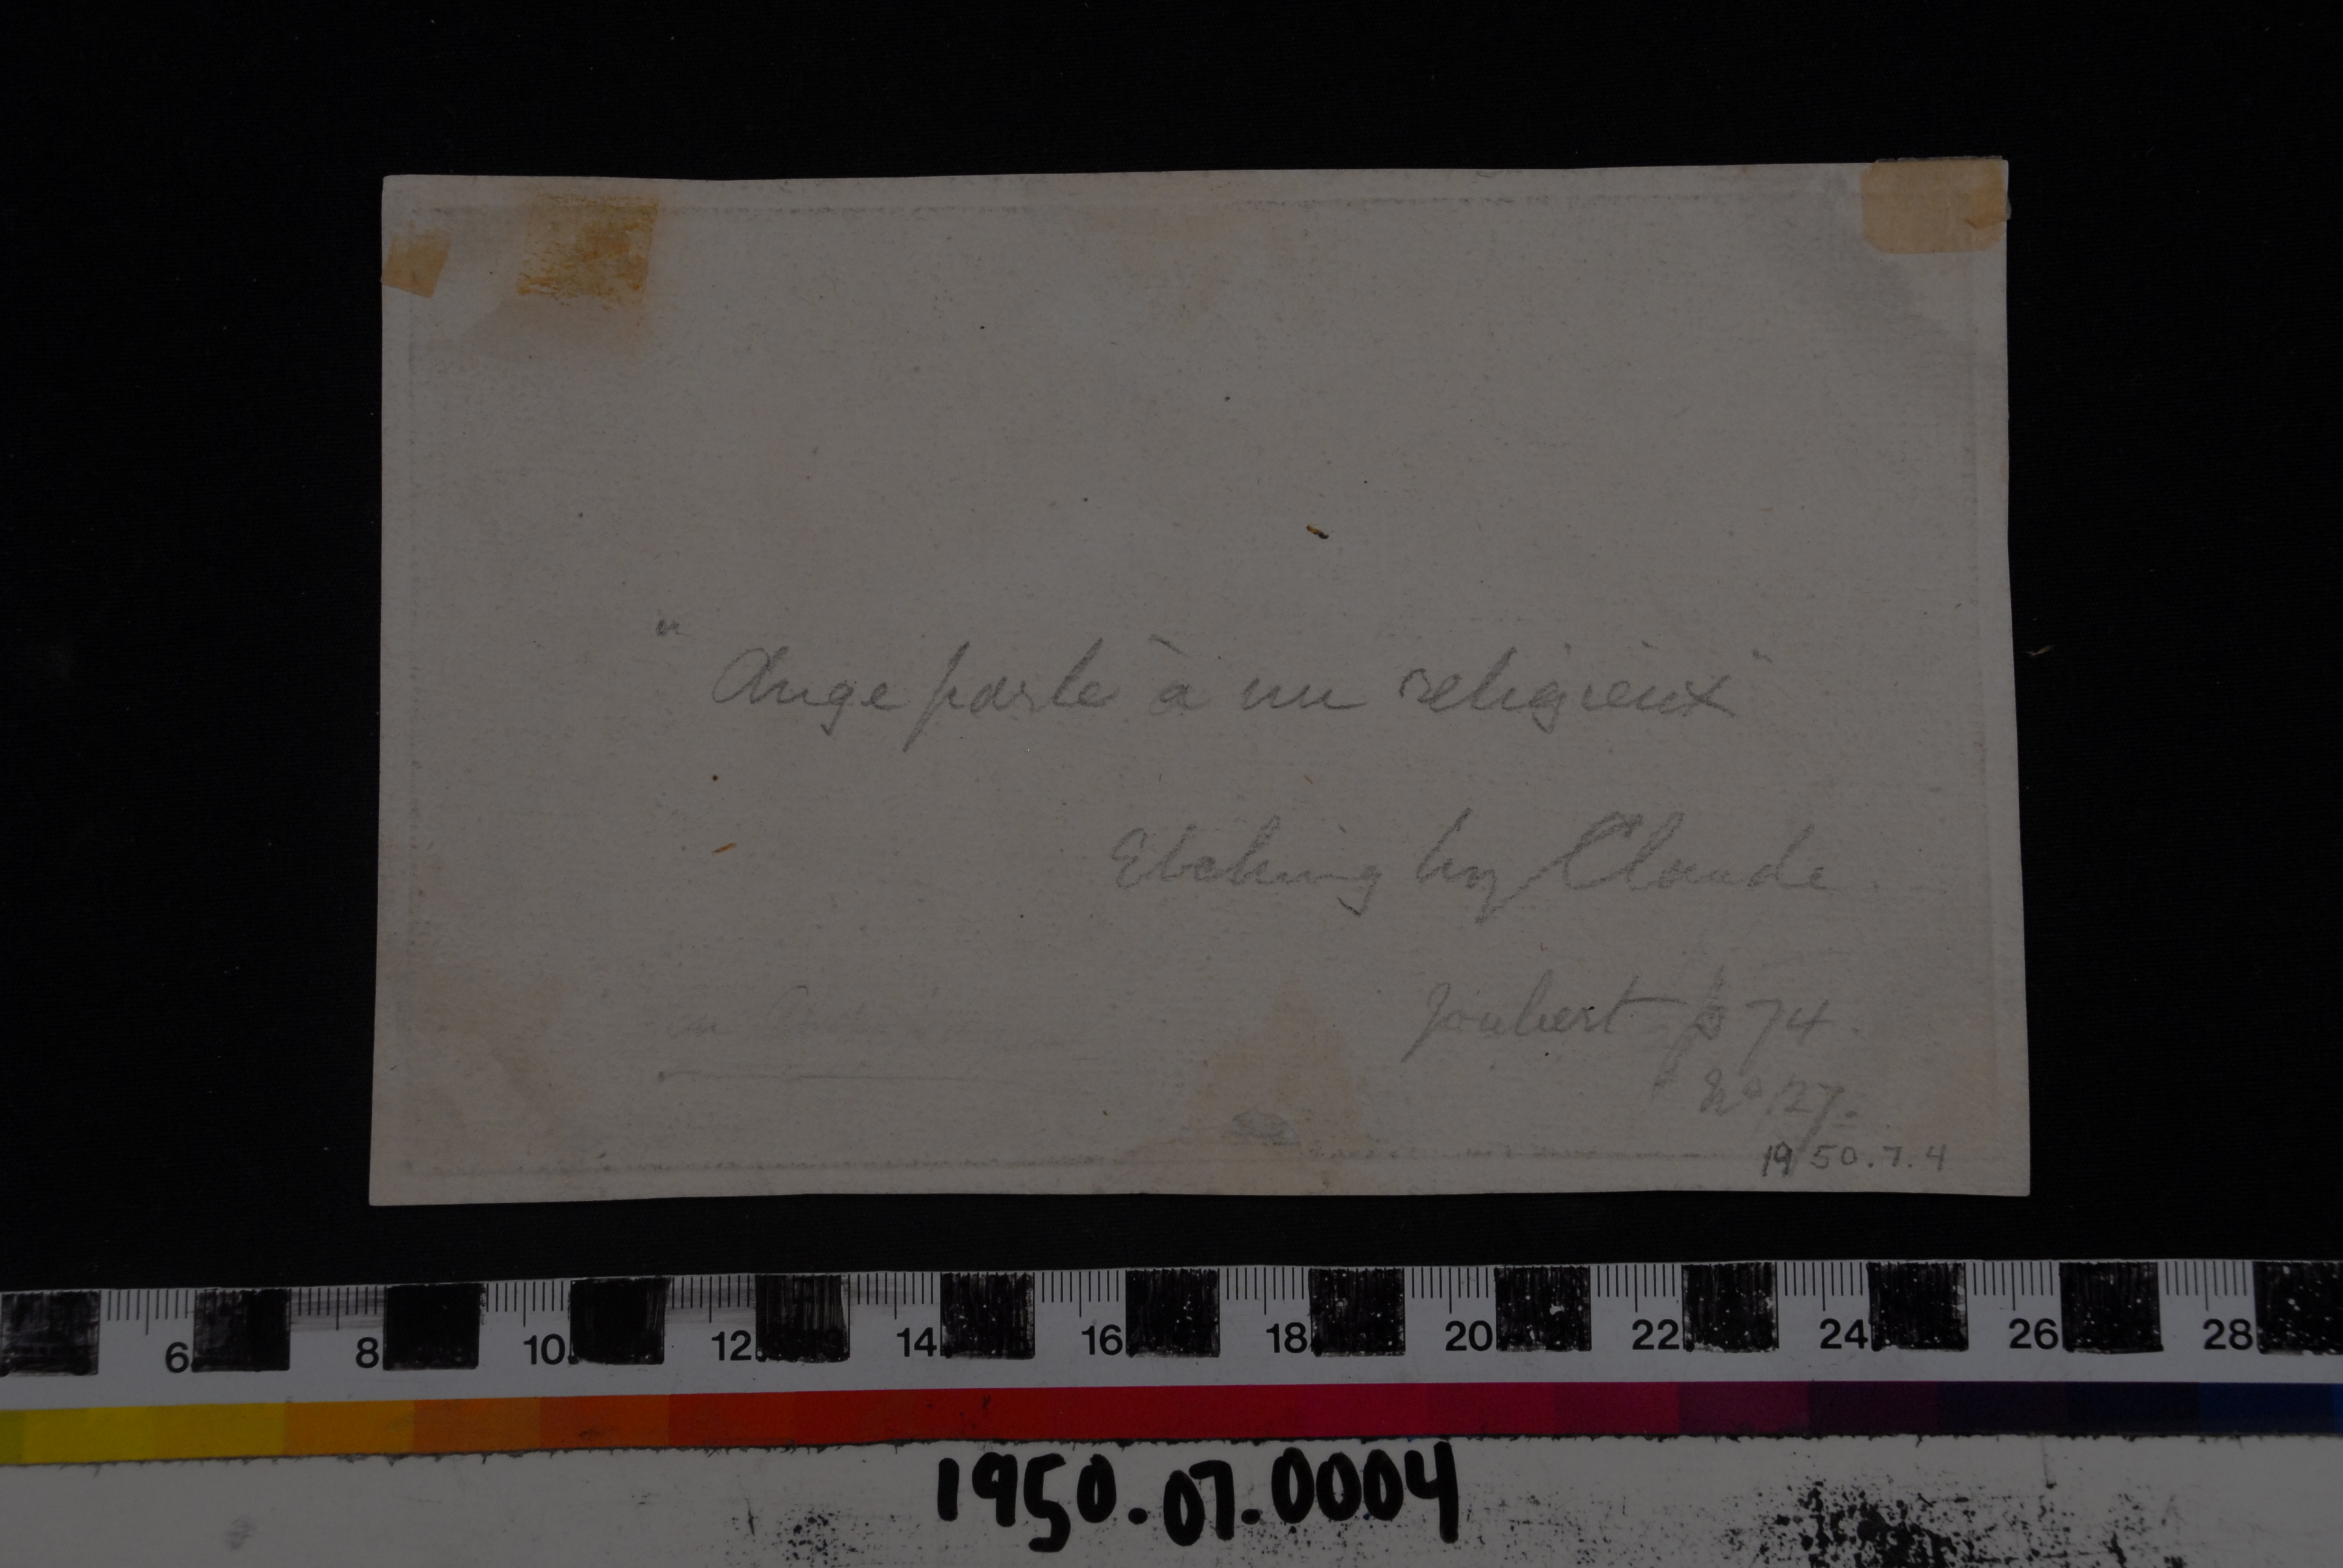 " Ange parle à un religieux"
Etching by Claude.
Joubert p 74.
No. 27.
1950.7.4
6 8 10 12 14 16 18 20 22 24 26 28
1950.07.0004